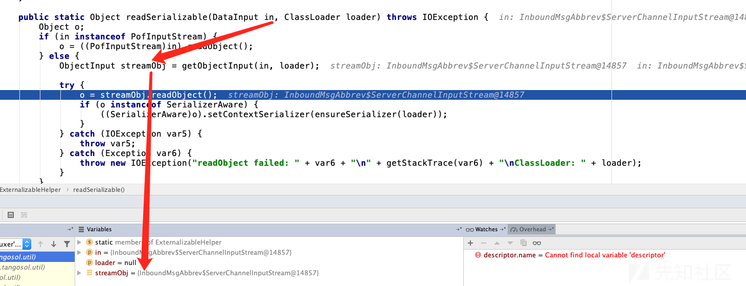 public static Object readSerializable(DataInput in, ClassLoader loader) throws IOException {  in: InboundMsgAbbrev$ServerChannelInputStream@14857  loader:
Object o;
if (in instanceof PofInputStream) {
o = ((PofInputStream)in).readObject();
} else {
ObjectInput streamObj = getObjectInput(in, loader);  streamObj: InboundMsgAbbrev$ServerChannelInputStream@14857  in: InboundMsgAbbrev$S
try {
o = streamObj.readObject();  streamObj: InboundMsgAbbrev$ServerChannelInputStream@14857
if (o instanceof SerializerAware) {
((SerializerAware)o).setContextSerializer(ensureSerializer(loader));
}
} catch (IOException var5) {
throw var5;
} catch (Exception var6) {
throw new IOException("readObject failed: " + var6 + "\n" + getStackTrace(var6) + "\nClassLoader: " + loader);
}
}
ExternalizableHelper › readSerializable()
Variables
Watches
Overhead
uxer'...
static members of ExternalizableHelper
in = {InboundMsgAbbrev$ServerChannelInputStream@14857}
loader = null
streamObj = {InboundMsgAbbrev$ServerChannelInputStream@14857}
descriptor.name = Cannot find local variable 'descriptor'
ngosol.util)
.tangosol.util)
sol.util)
先知社区